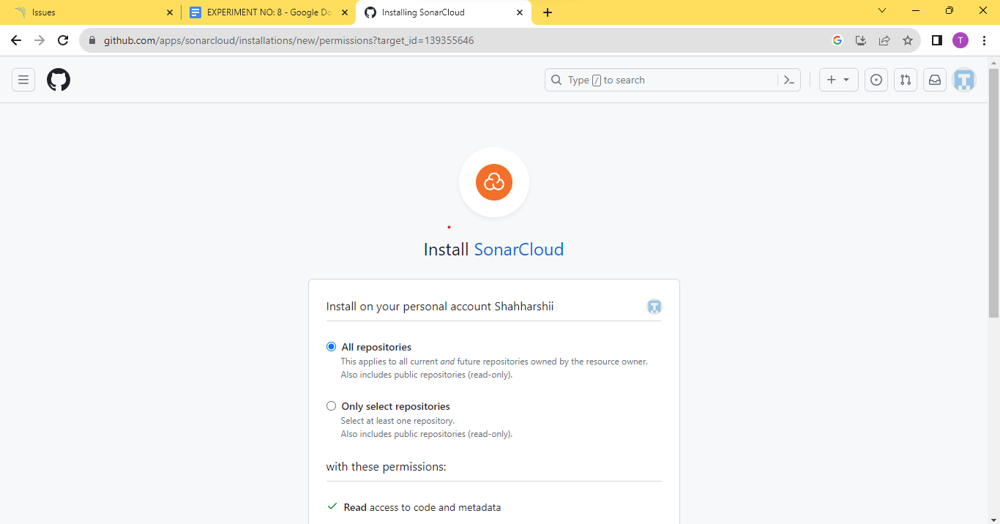 Issues
EXPERIMENT NO: 8 - Google Do
Installing SonarCloud
github.com/apps/sonarcloud/installations/new/permissions?target_id=139355646
G
T
Type / to search
Install SonarCloud
Install on your personal account Shahharshii
All repositories
This applies to all current and future repositories owned by the resource owner.
Also includes public repositories (read-only).
Only select repositories
Select at least one repository.
Also includes public repositories (read-only).
with these permissions:
Read access to code and metadata